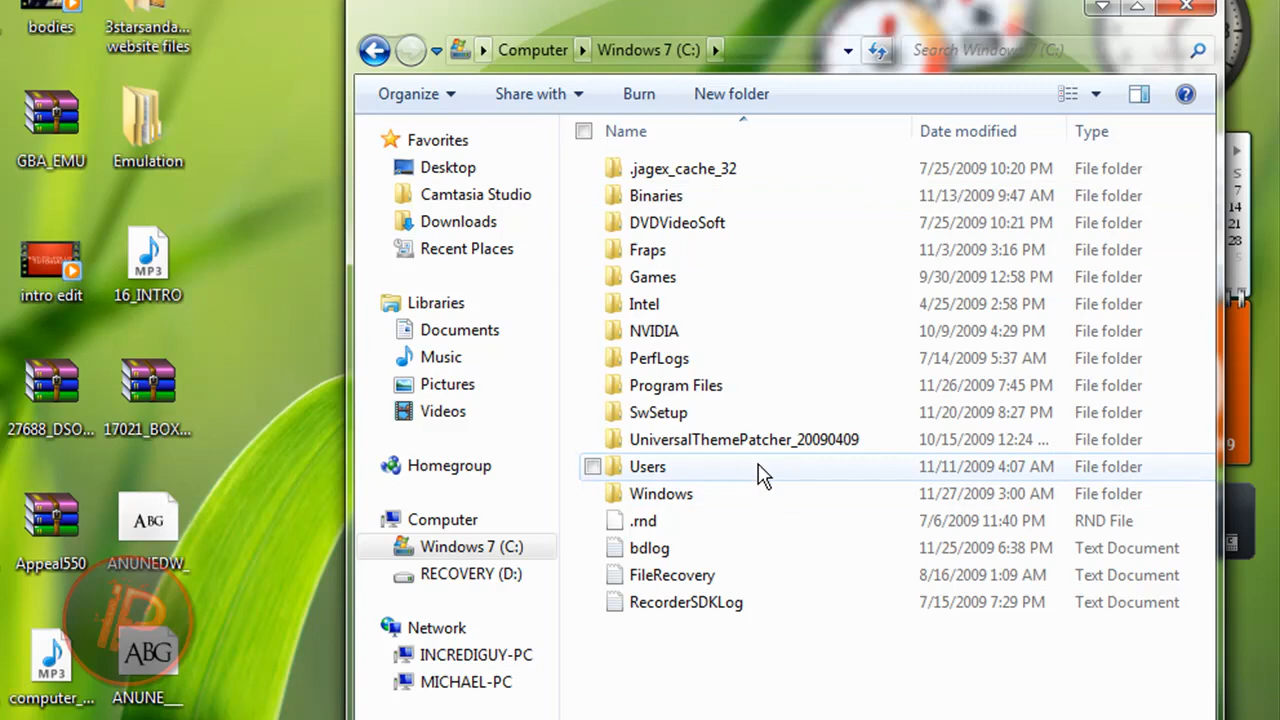 bodies
3starsanda...
website files
GBA_EMU
Emulation
intro edit
MP3
16_INTRO
27688_DSO...
17021_BOX...
Appeal550
ABG
ANUNEDW_
MP3
computer_...
ABG
ANUNE___
Computer
Windows 7 (C:)
Search Windows 7 (C:)
Organize
Share with
Burn
New folder
Favorites
Desktop
Camtasia Studio
Downloads
Recent Places
Libraries
Documents
Music
Pictures
Videos
Homegroup
Computer
Windows 7 (C:)
RECOVERY (D:)
Network
INCREDIGUY-PC
MICHAEL-PC
Name Date modified Type
.jagex_cache_32 7/25/2009 10:20 PM File folder
Binaries 11/13/2009 9:47 AM File folder
DVDVideoSoft 7/25/2009 10:21 PM File folder
Fraps 11/3/2009 3:16 PM File folder
Games 9/30/2009 12:58 PM File folder
Intel 4/25/2009 2:58 PM File folder
NVIDIA 10/9/2009 4:29 PM File folder
PerfLogs 7/14/2009 5:37 AM File folder
Program Files 11/26/2009 7:45 PM File folder
SwSetup 11/20/2009 8:27 PM File folder
UniversalThemePatcher_20090409 10/15/2009 12:24 ... File folder
Users 11/11/2009 4:07 AM File folder
Windows 11/27/2009 3:00 AM File folder
.rnd 7/6/2009 11:40 PM RND File
bdlog 11/25/2009 6:38 PM Text Document
FileRecovery 8/16/2009 1:09 AM Text Document
RecorderSDKLog 7/15/2009 7:29 PM Text Document
S
7
14
21
28
9